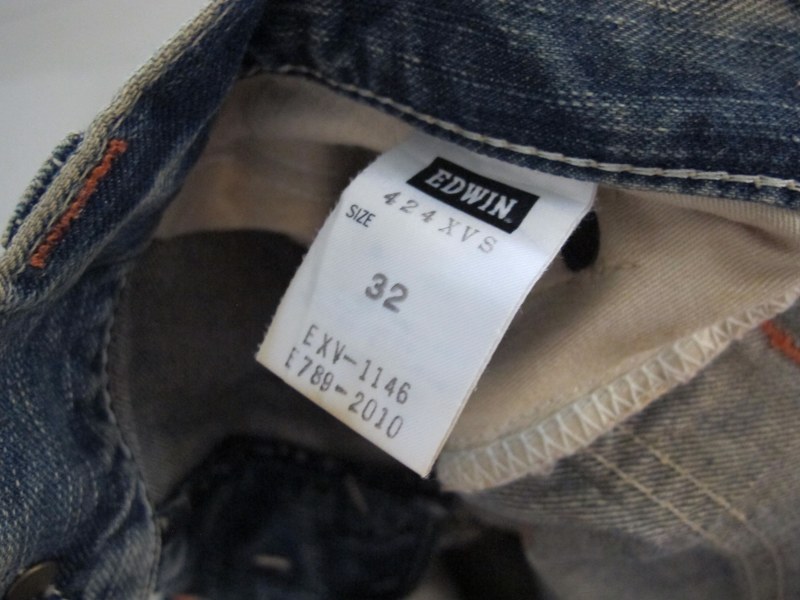 EDWIN.
424XVS
SIZE
32
EXV-1146
E789-2010